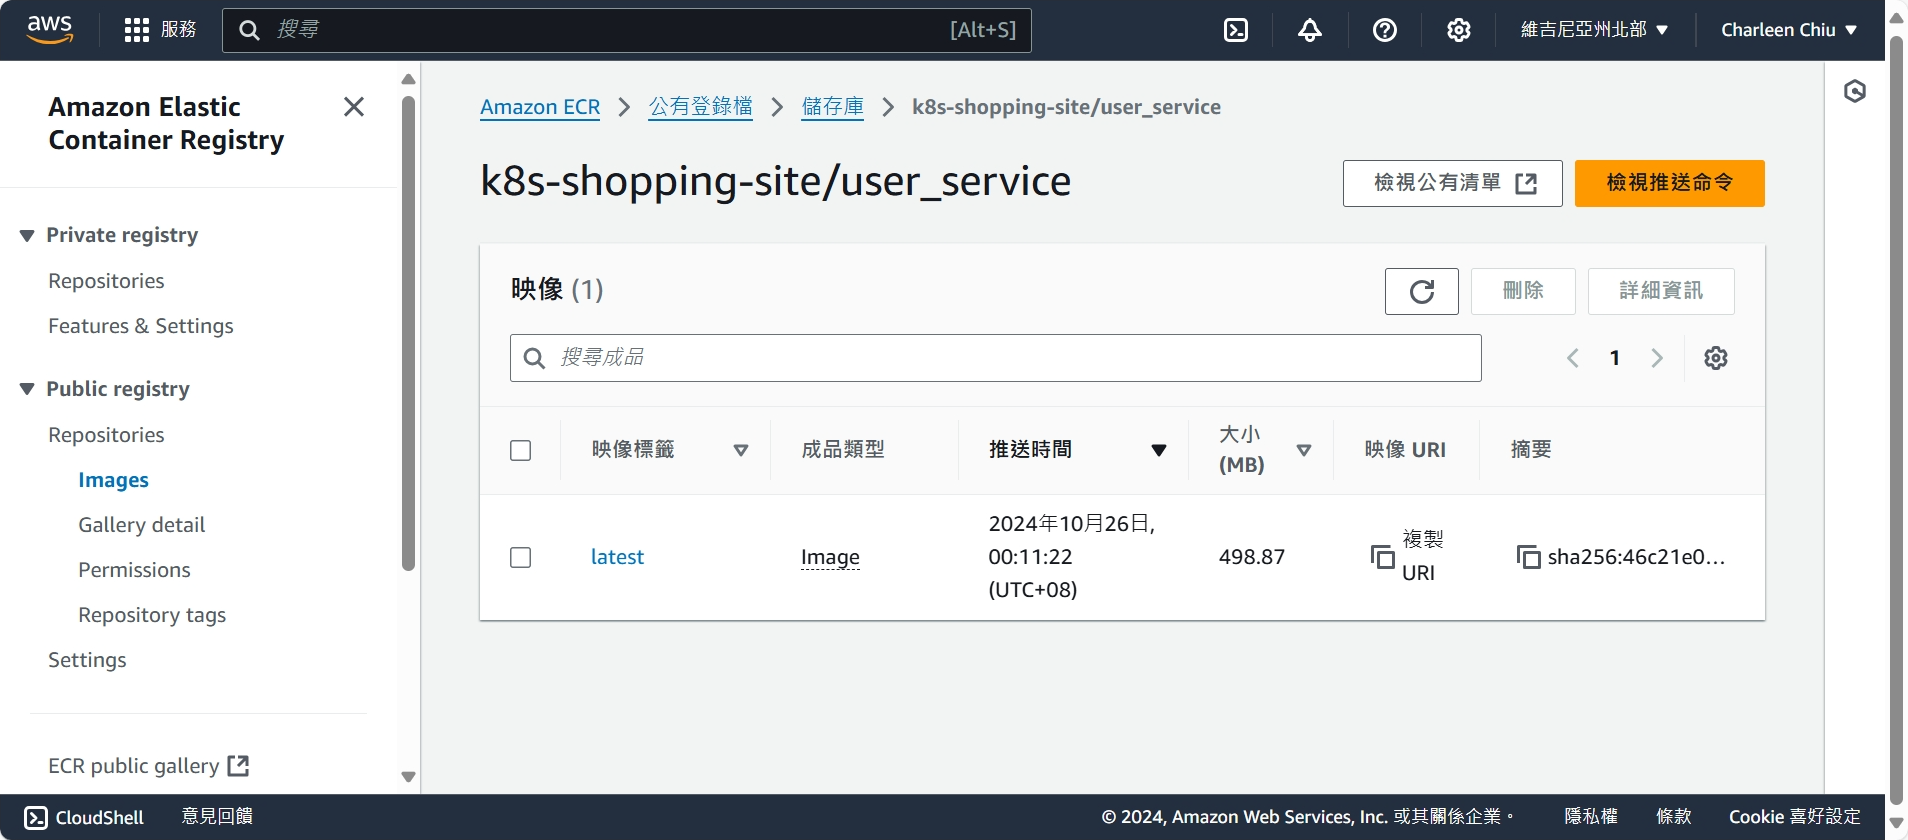 aws
服務
搜尋
[Alt+S]
維吉尼亞州北部
Charleen Chiu
Amazon Elastic
Container Registry
Private registry
Repositories
Features & Settings
Public registry
Repositories
Images
Gallery detail
Permissions
Repository tags
Settings
ECR public gallery
Amazon ECR
公有登錄檔
儲存庫
k8s-shopping-site/user_service
k8s-shopping-site/user_service
檢視公有清單
檢視推送命令
映像 (1)
刪除
詳細資訊
搜尋成品
1
映像標籤
成品類型
推送時間
大小
(MB)
映像 URI
摘要
latest
Image
2024年10月26日,
00:11:22
(UTC+08)
498.87
複製
URI
sha256:46c21e0...
CloudShell
意見回饋
© 2024, Amazon Web Services, Inc. 或其關係企業。
隱私權
條款
Cookie 喜好設定